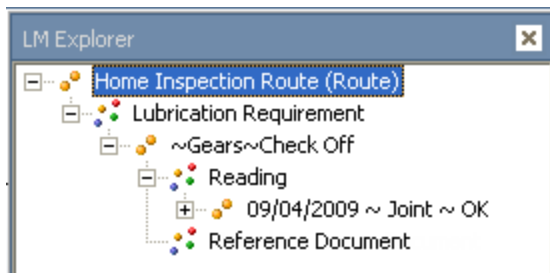 LM Explorer
Home Inspection Route (Route)
Lubrication Requirement
~Gears~Check Off
Reading
09/04/2009 ~ Joint ~ OK
Reference Document